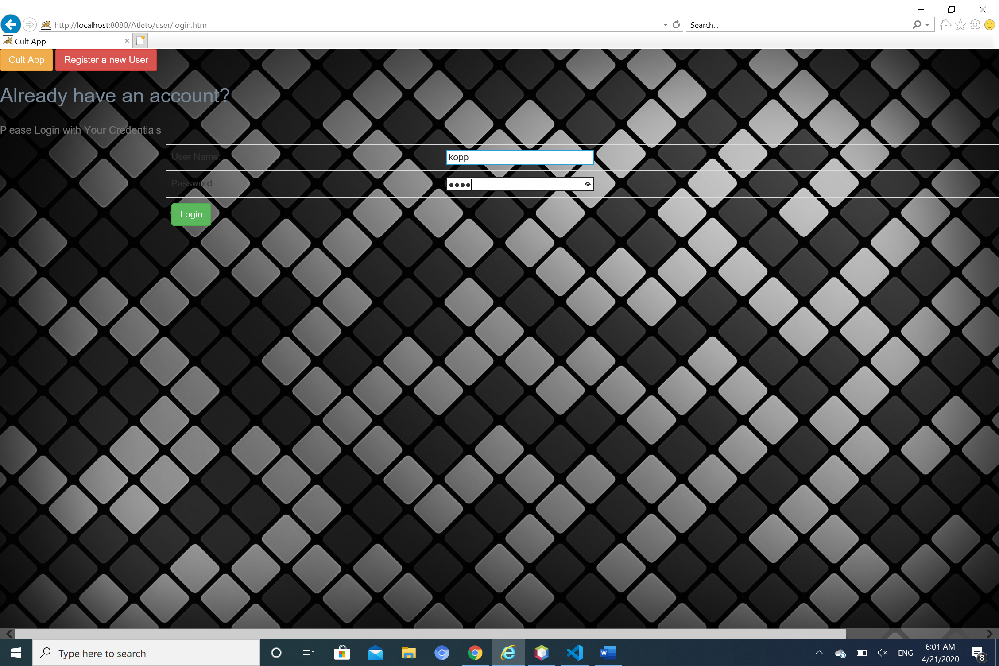 http://localhost:8080/Atleto/user/login.htm
Search...
Cult App
Cult App
Register a new User
Already have an account?
Please Login with Your Credentials
User Name:
kopp
Password:
Login
Type here to search
ENG
6:01 AM
4/21/2020
8